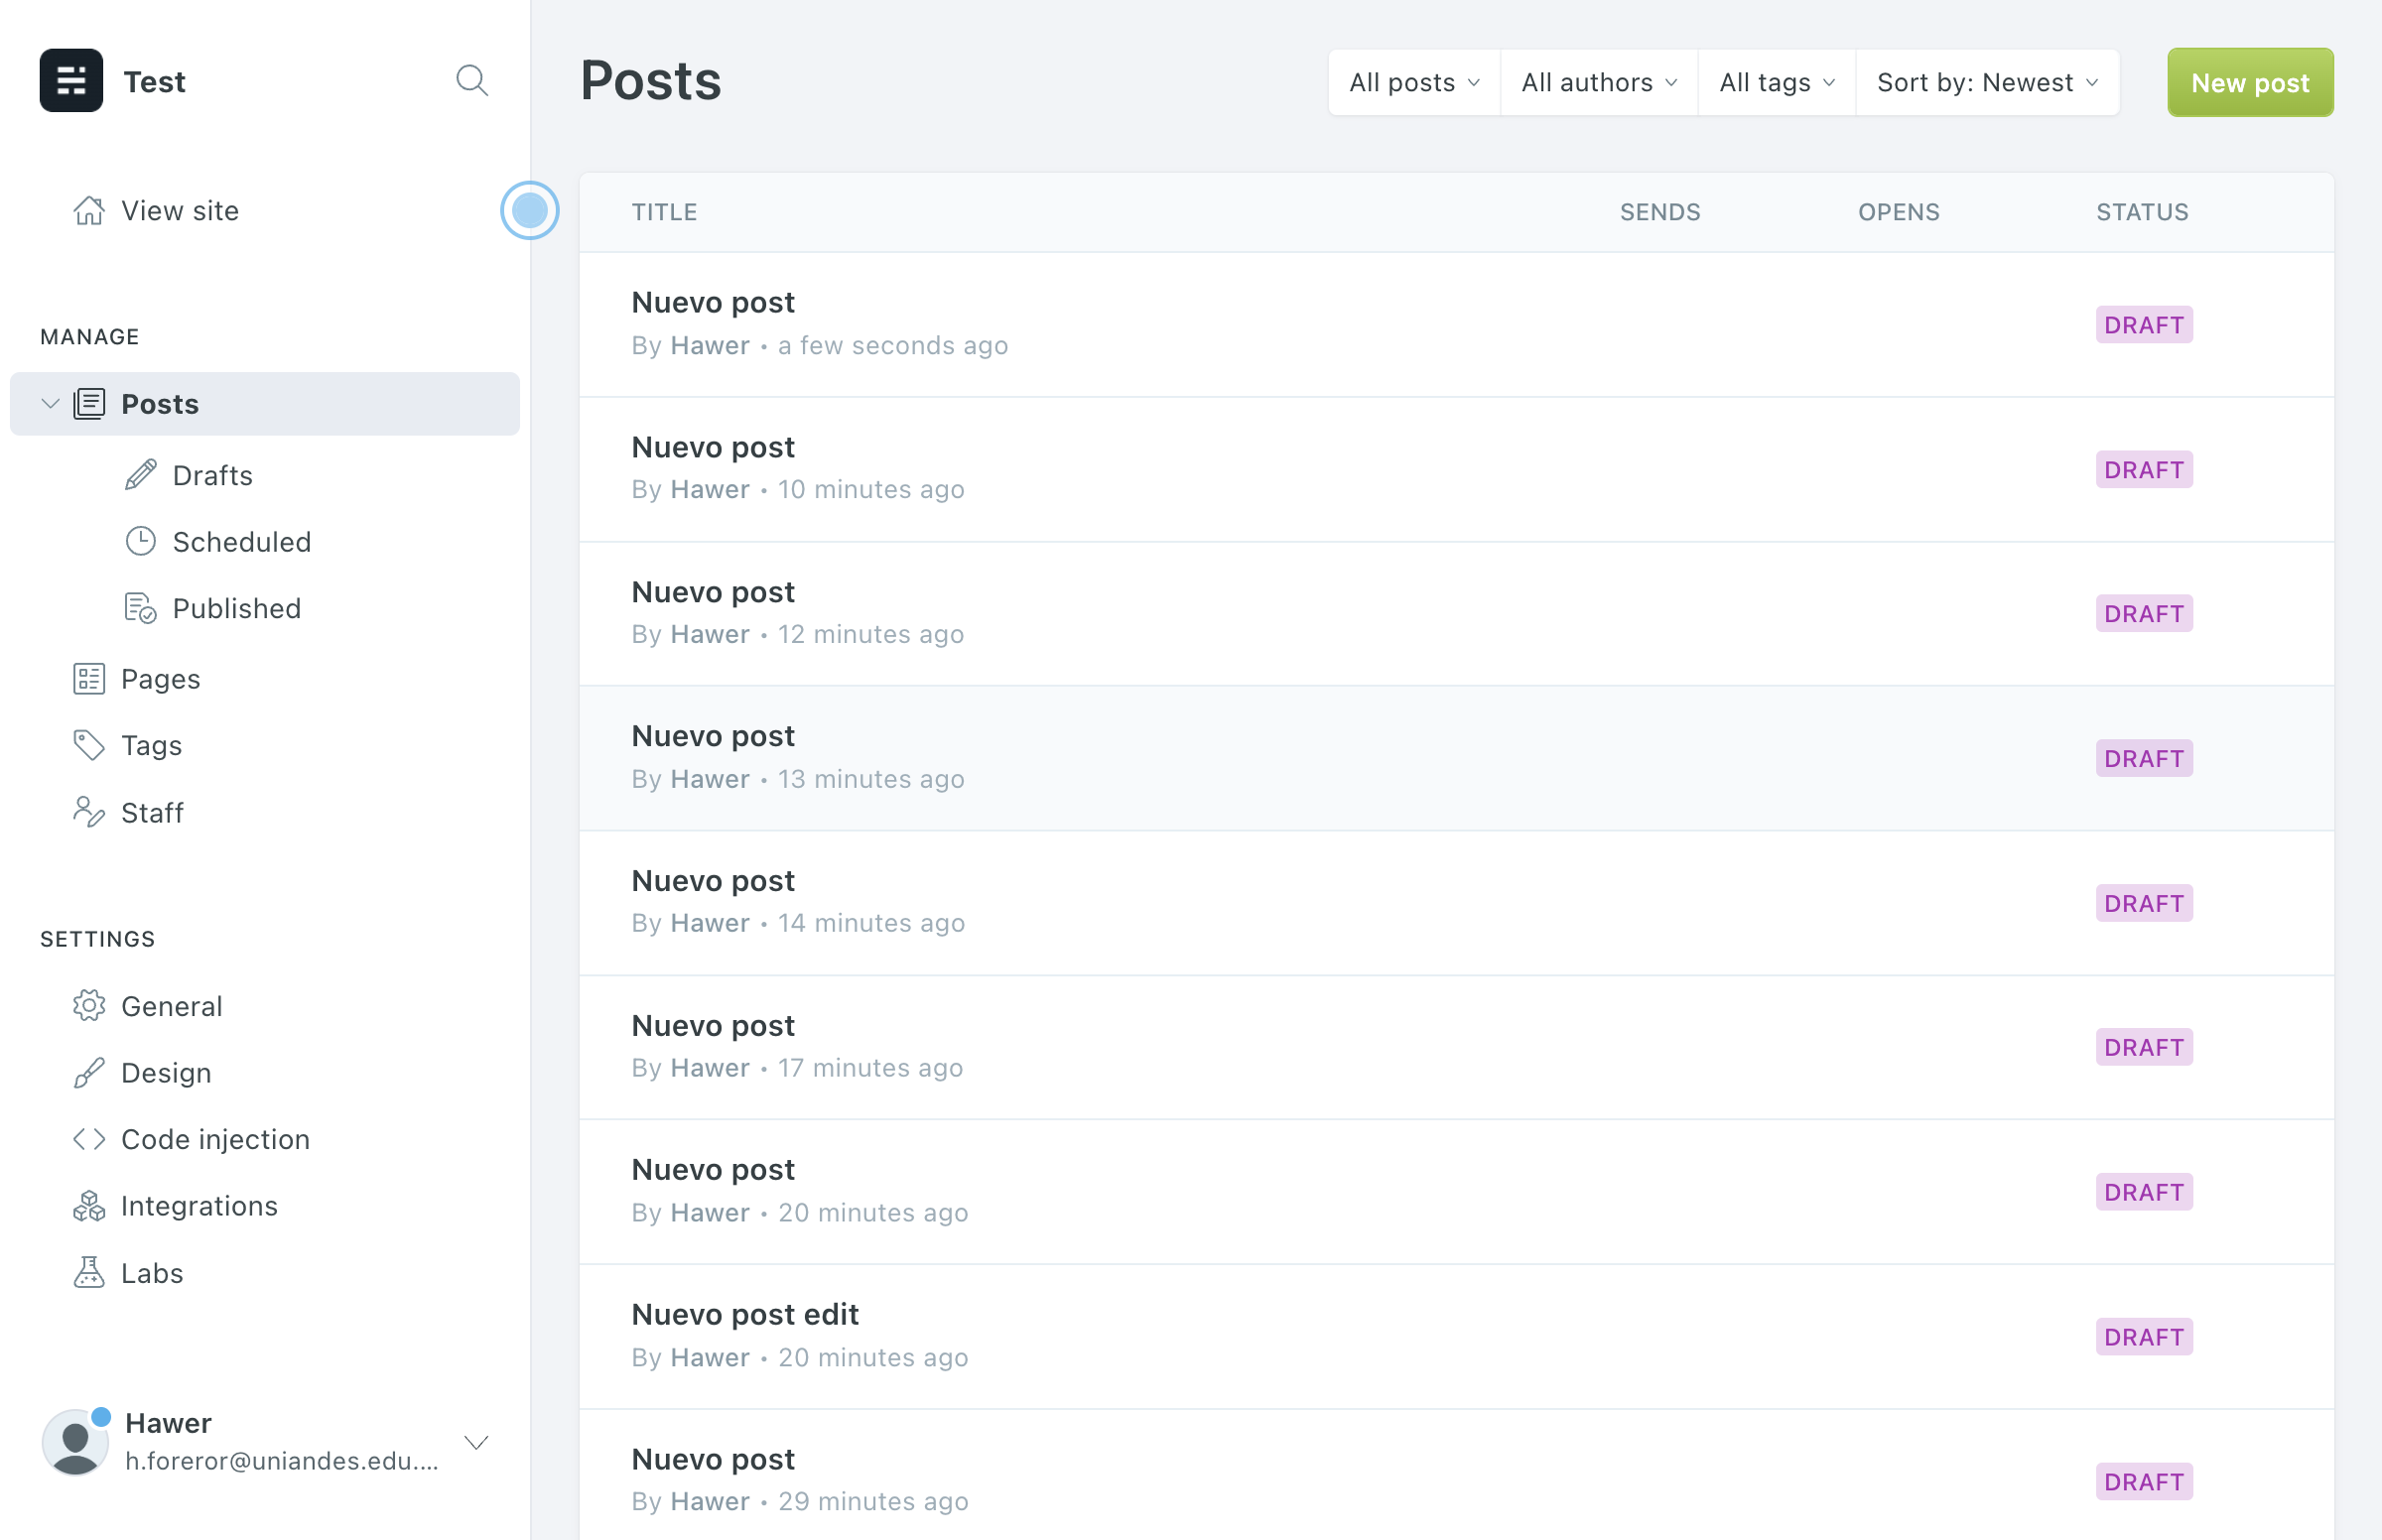 Test
View site
MANAGE
Posts
Drafts
Scheduled
Published
Pages
Tags
Staff
SETTINGS
General
Design
Code injection
Integrations
Labs
Hawer
h.foreror@uniandes.edu....
Posts
All posts
All authors
All tags
Sort by: Newest
New post
TITLE SENDS OPENS STATUS
Nuevo post
By Hawer • a few seconds ago
DRAFT
Nuevo post
By Hawer • 10 minutes ago
DRAFT
Nuevo post
By Hawer • 12 minutes ago
DRAFT
Nuevo post
By Hawer • 13 minutes ago
DRAFT
Nuevo post
By Hawer • 14 minutes ago
DRAFT
Nuevo post
By Hawer • 17 minutes ago
DRAFT
Nuevo post
By Hawer • 20 minutes ago
DRAFT
Nuevo post edit
By Hawer • 20 minutes ago
DRAFT
Nuevo post
By Hawer • 29 minutes ago
DRAFT